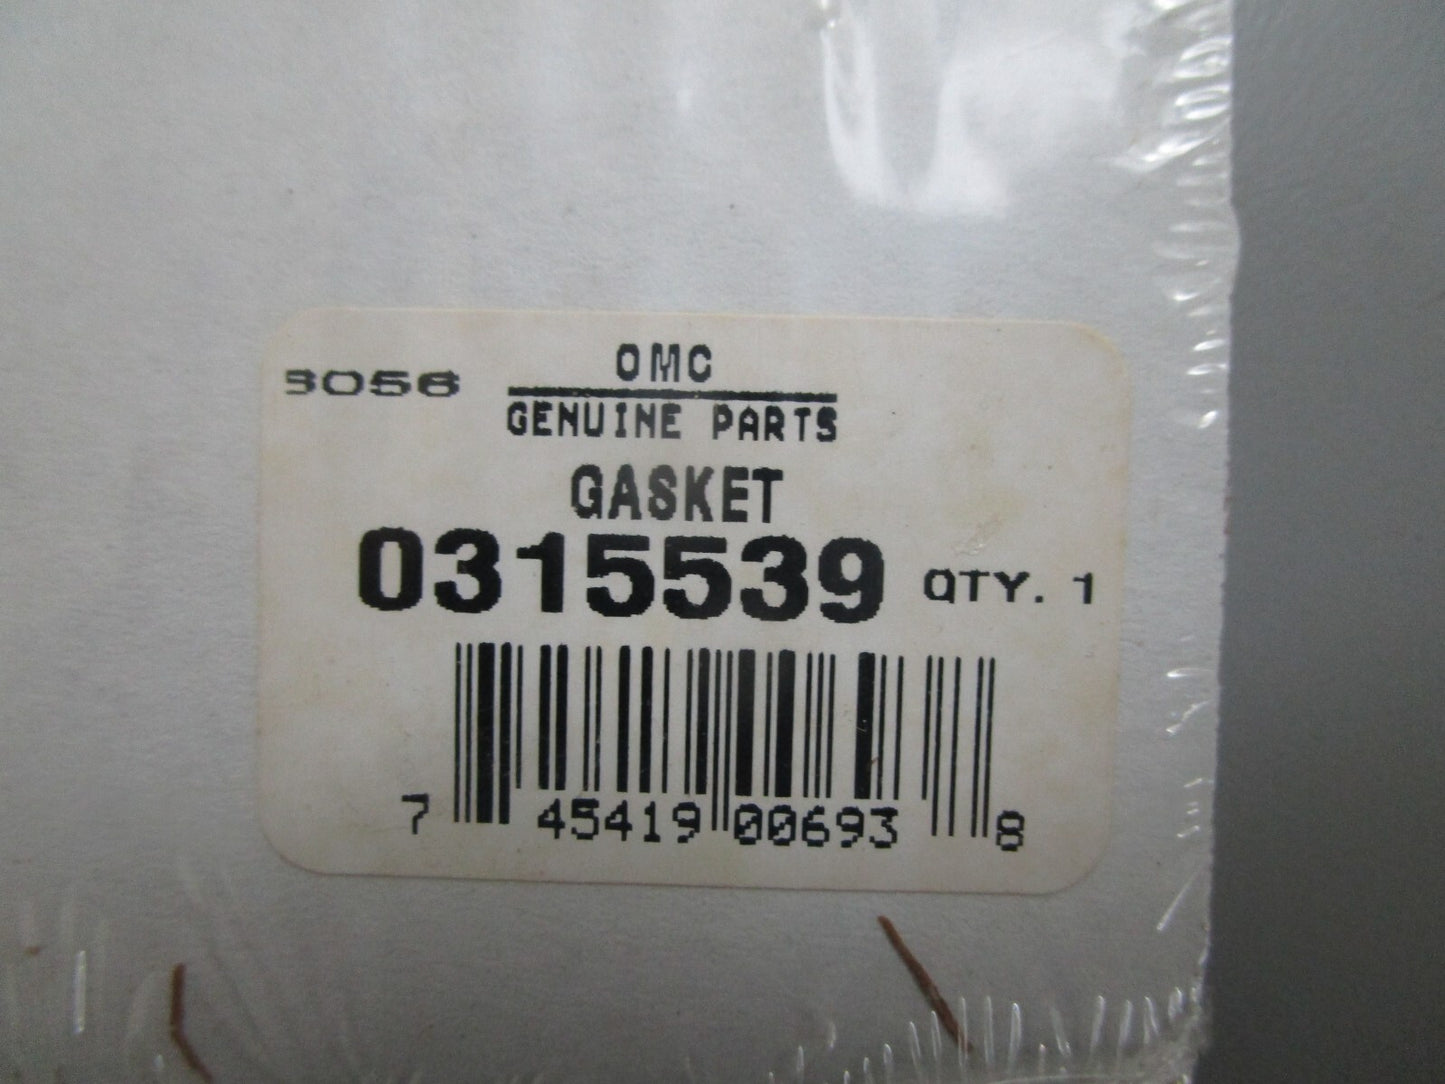 OMC
3056
GENUINE PARTS
GASKET
0315539 QTY. 1
7 45419 00693 8